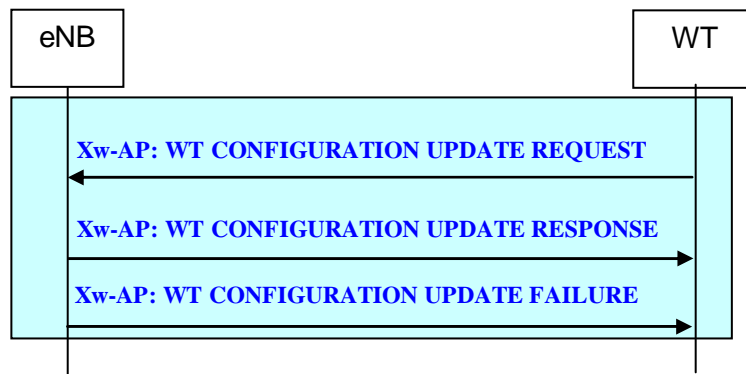 eNB
WT
Xw-AP: WT CONFIGURATION UPDATE REQUEST
Xw-AP: WT CONFIGURATION UPDATE RESPONSE
Xw-AP: WT CONFIGURATION UPDATE FAILURE